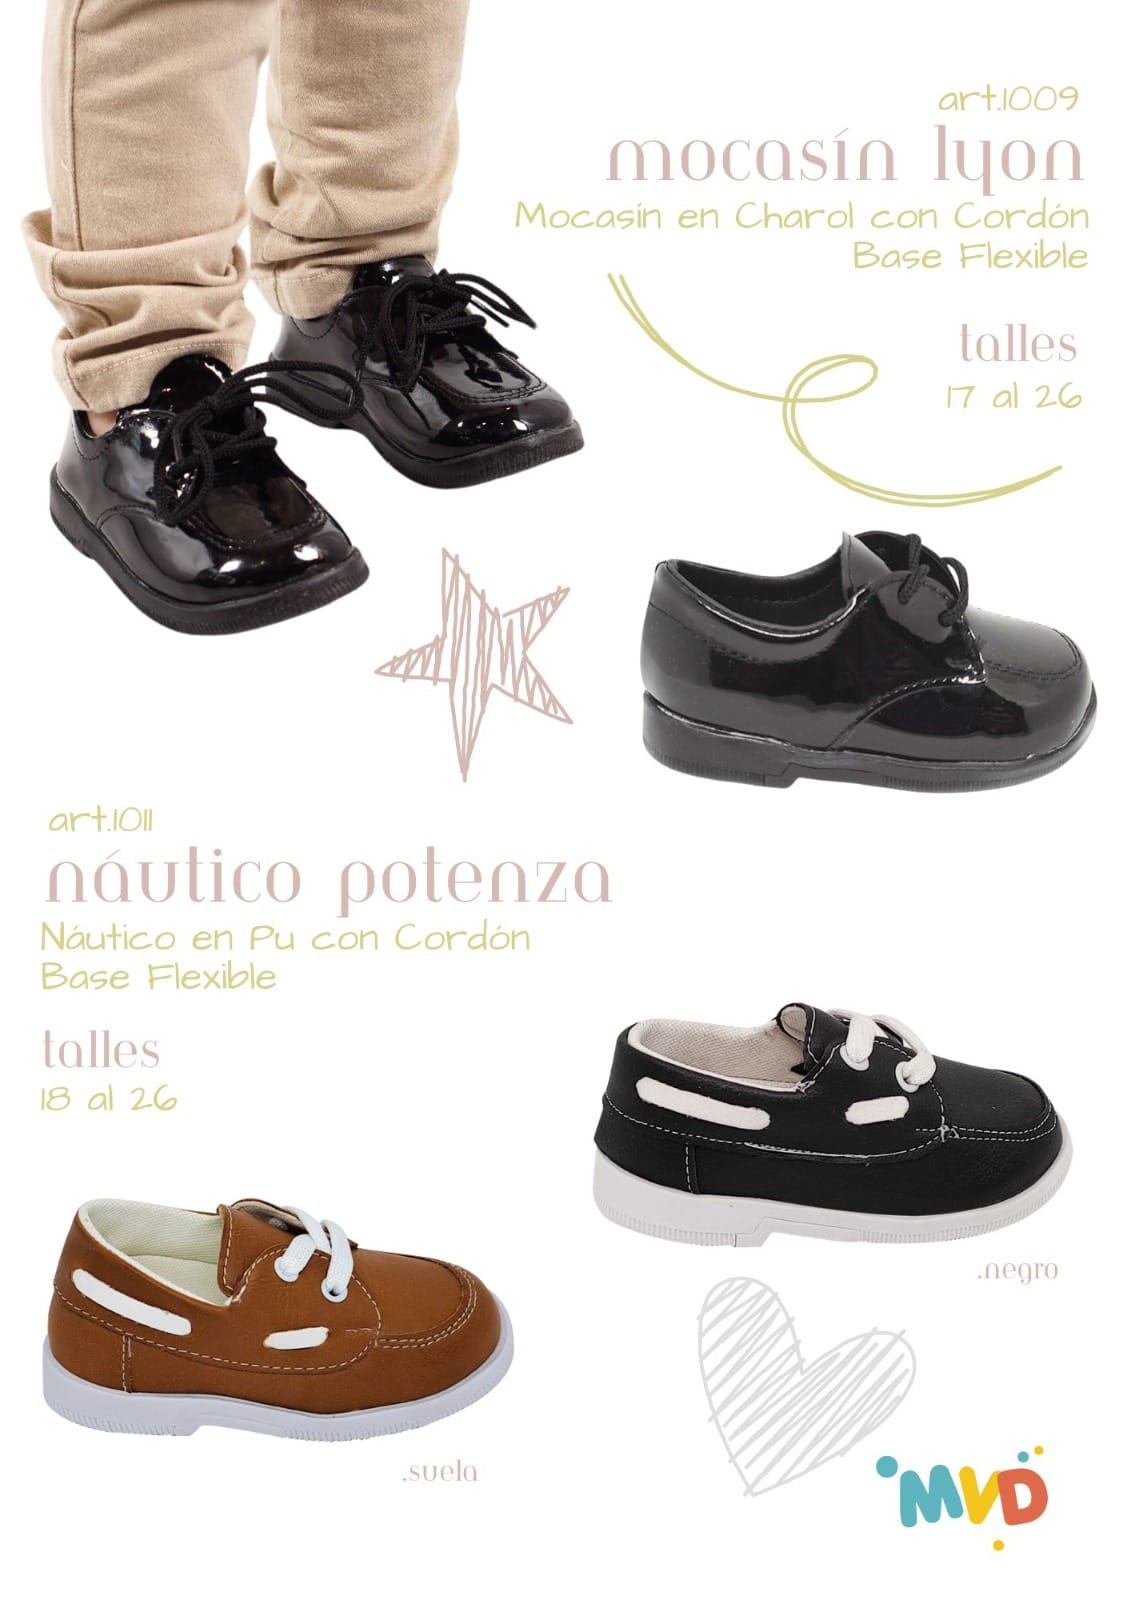 art.1009
mocasín lyon
Mocasín en Charol con Cordón
Base Flexible
talles
17 al 26
art.1011
náutico potenza
Náutico en Pu con Cordón
Base Flexible
talles
18 al 26
.negro
.suela
MVD